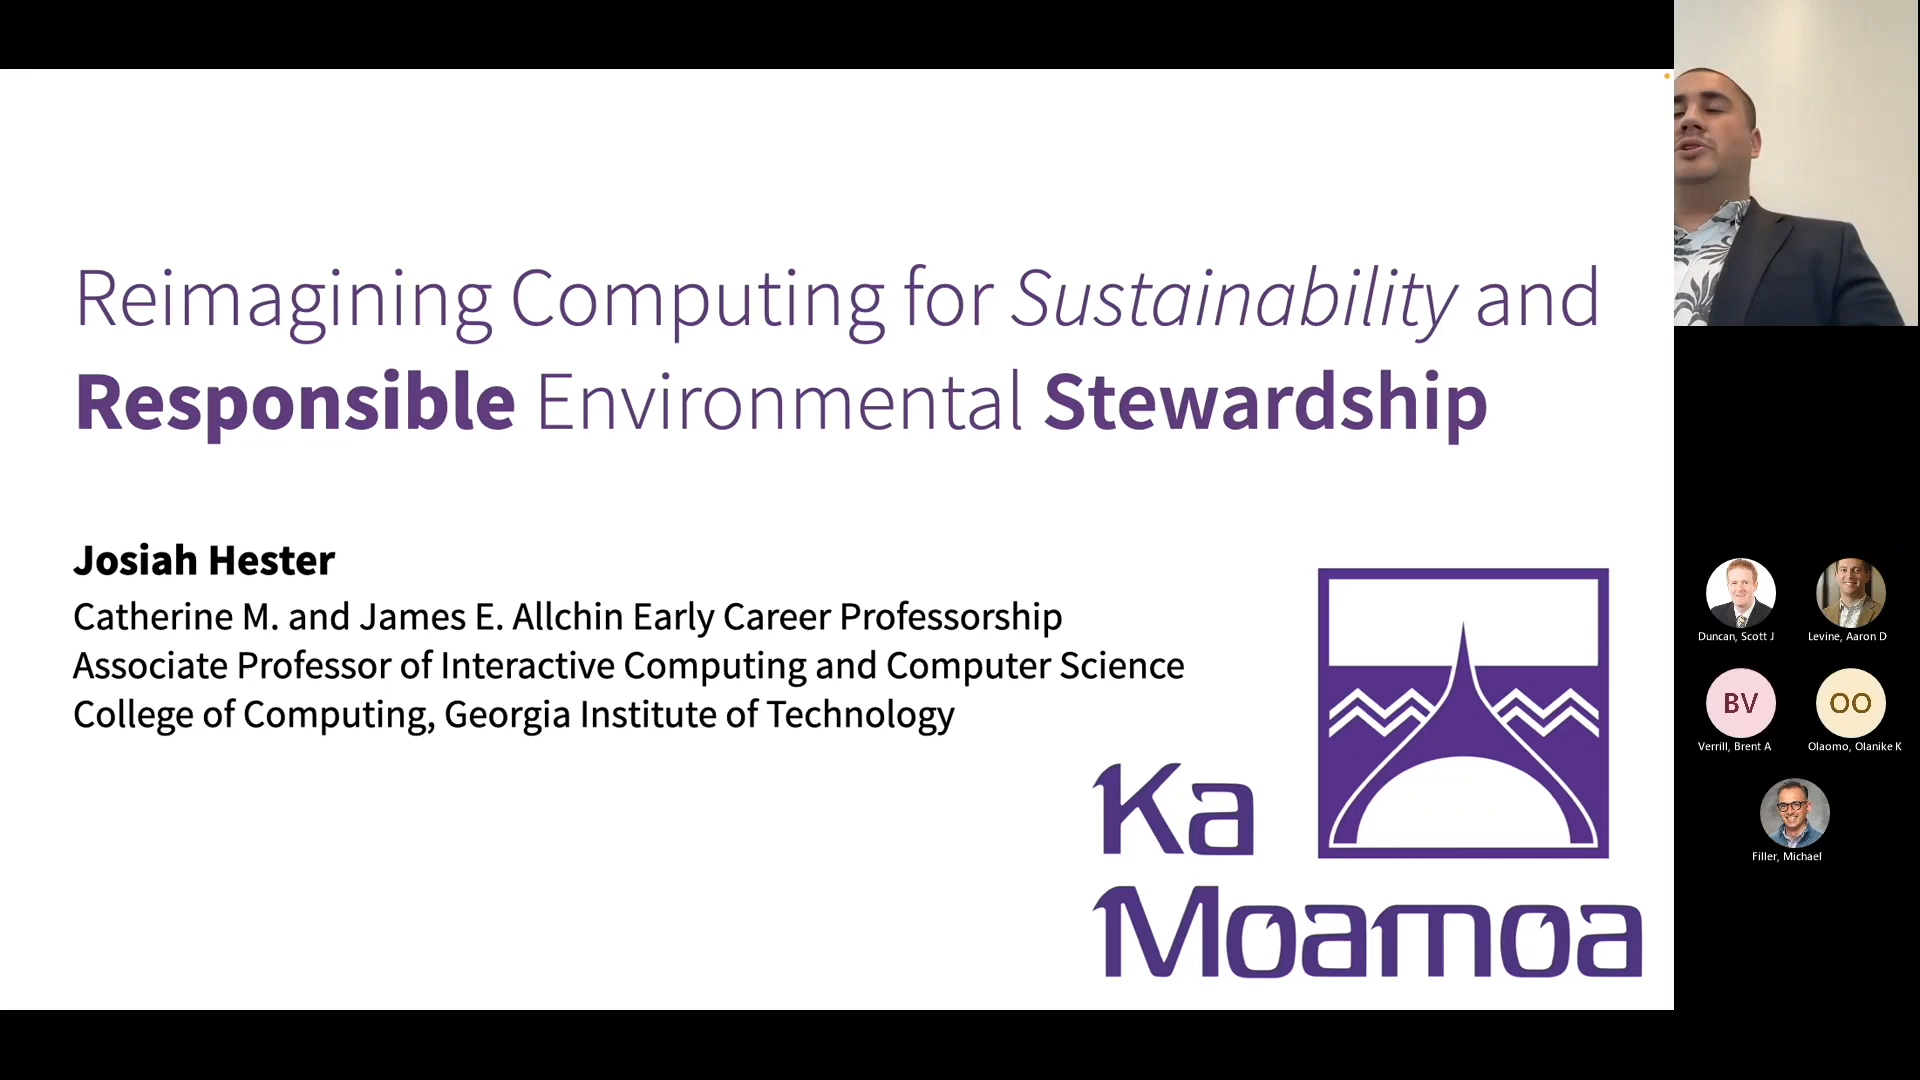 Reimagining Computing for Sustainability and
Responsible Environmental Stewardship
Josiah Hester
Catherine M. and James E. Allchin Early Career Professorship
Associate Professor of Interactive Computing and Computer Science
College of Computing, Georgia Institute of Technology
Ka
Moamoa
Duncan, Scott J
Levine, Aaron D
BV
OO
Verrill, Brent A
Olaomo, Olanike K
Filler, Michael